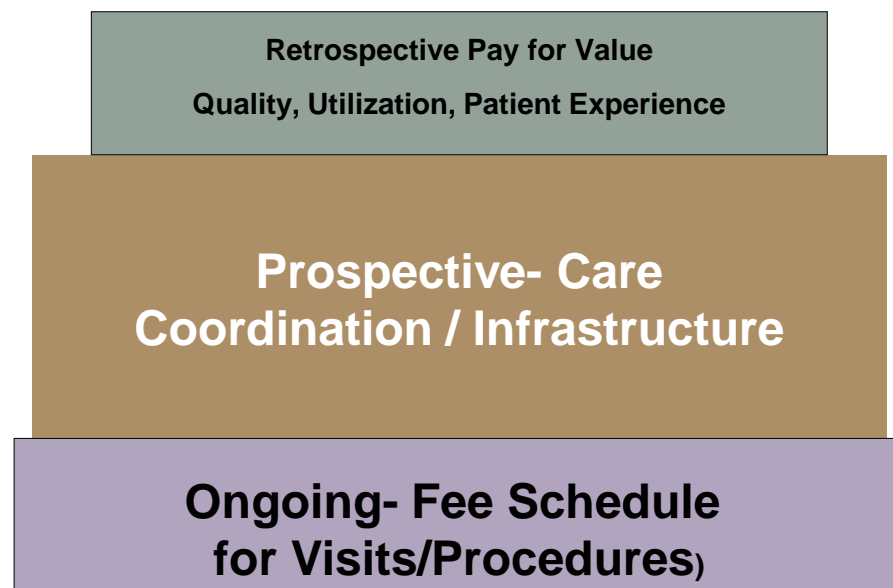 Retrospective Pay for Value
Quality, Utilization, Patient Experience
Prospective- Care
Coordination / Infrastructure
Ongoing- Fee Schedule
for Visits/Procedures)